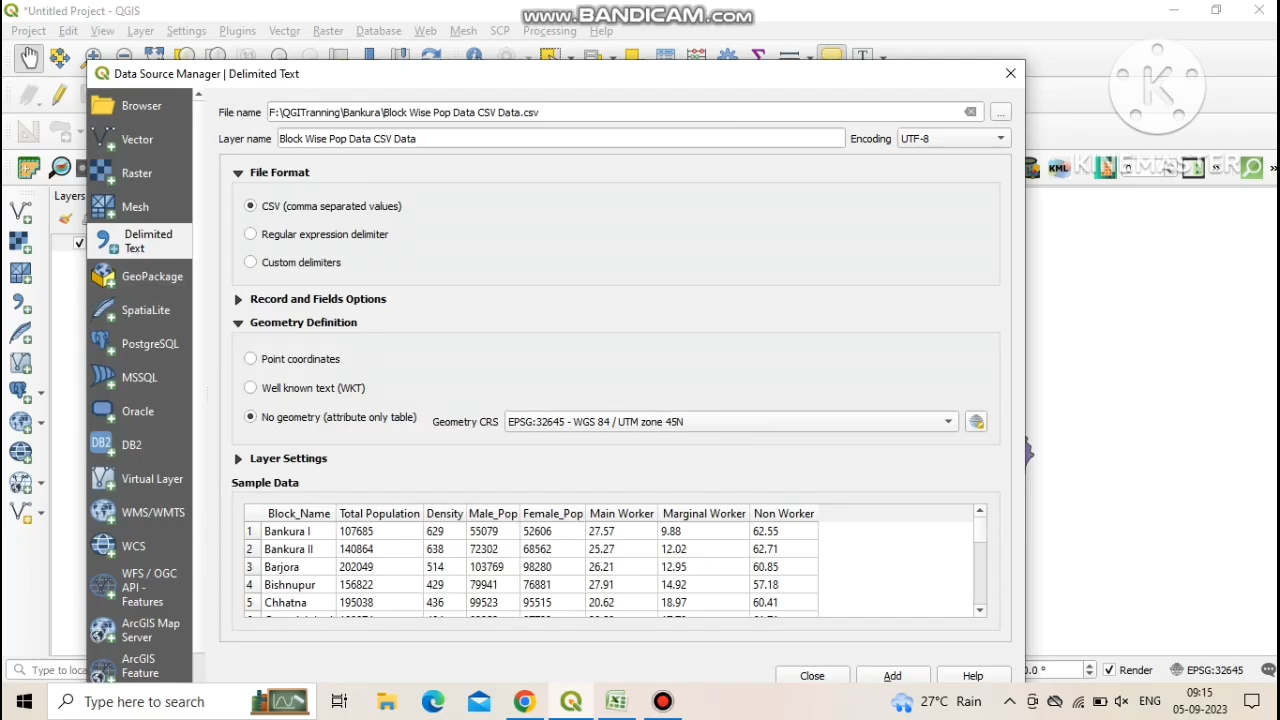 *Untitled Project - QGIS
www.BANDICAM.com
Project Edit View Layer Settings Plugins Vector Raster Database Web Mesh SCP Processing Help
Data Source Manager | Delimited Text
Browser
Vector
Raster
Mesh
Delimited
Text
GeoPackage
SpatiaLite
PostgreSQL
MSSQL
Oracle
DB2
DB2
Virtual Layer
WMS/WMTS
WCS
WFS / OGC
API -
Features
ArcGIS Map
Server
ArcGIS
Feature
File name F:\QGITranning\Bankura\Block Wise Pop Data CSV Data.csv ...
Layer name Block Wise Pop Data CSV Data Encoding UTF-8
File Format
CSV (comma separated values)
Regular expression delimiter
Custom delimiters
Record and Fields Options
Geometry Definition
Point coordinates
Well known text (WKT)
No geometry (attribute only table) Geometry CRS EPSG:32645 - WGS 84 / UTM zone 45N
Layer Settings
Sample Data
Block_Name Total Population Density Male_Pop Female_Pop Main Worker Marginal Worker Non Worker
1 Bankura I 107685 629 55079 52606 27.57 9.88 62.55
2 Bankura II 140864 638 72302 68562 25.27 12.02 62.71
3 Barjora 202049 514 103769 98280 26.21 12.95 60.85
4 Bishnupur 156822 429 79941 76881 27.91 14.92 57.18
5 Chhatna 195038 436 99523 95515 20.62 18.97 60.41
Close Add Help
Layers
K
KINEMASTER
KML
Type to loca
0.0 ° Render EPSG:32645
Type here to search
27°C Rain
ENG
09:15
05-09-2023